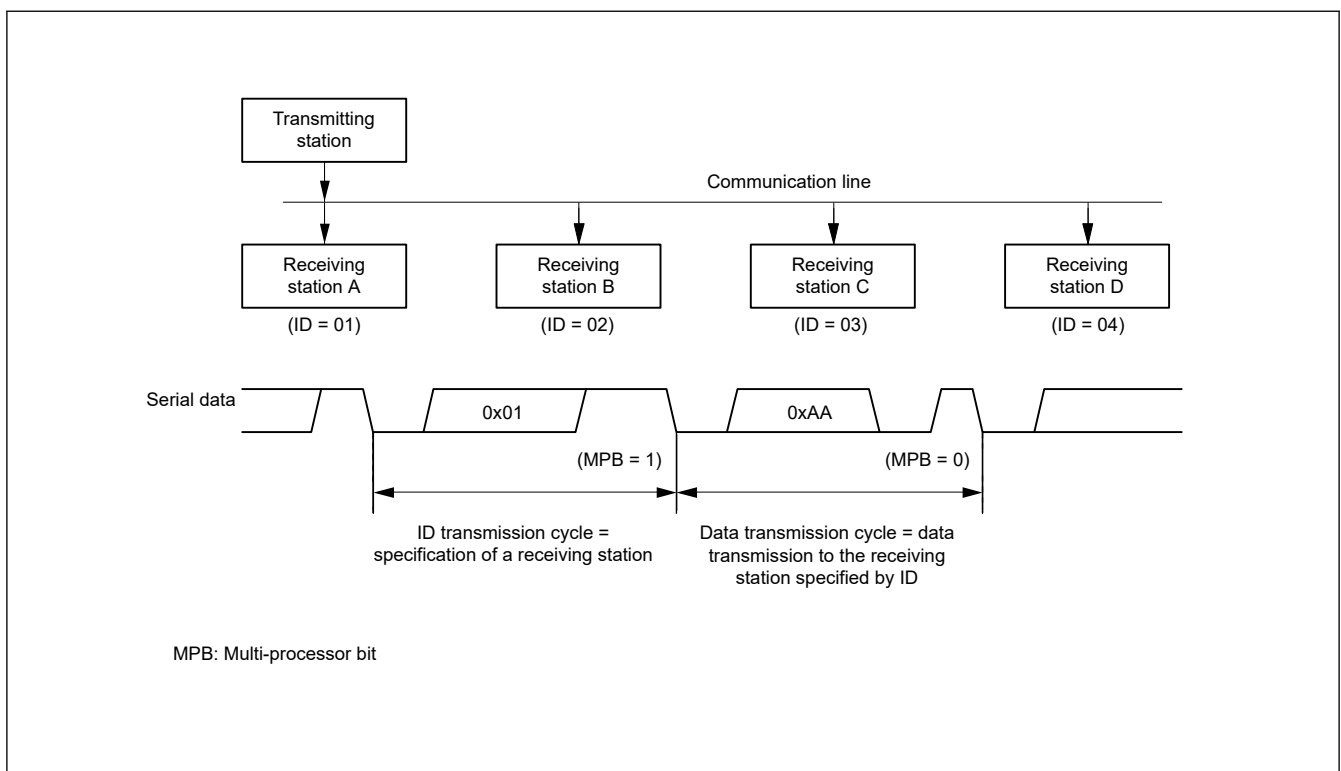 Transmitting
station
Communication line
Receiving
station A
Receiving
station B
Receiving
station C
Receiving
station D
(ID = 01)
(ID = 02)
(ID = 03)
(ID = 04)
Serial data
0x01
0xAA
(MPB = 1)
(MPB = 0)
ID transmission cycle =
specification of a receiving station
Data transmission cycle = data
transmission to the receiving
station specified by ID
MPB: Multi-processor bit